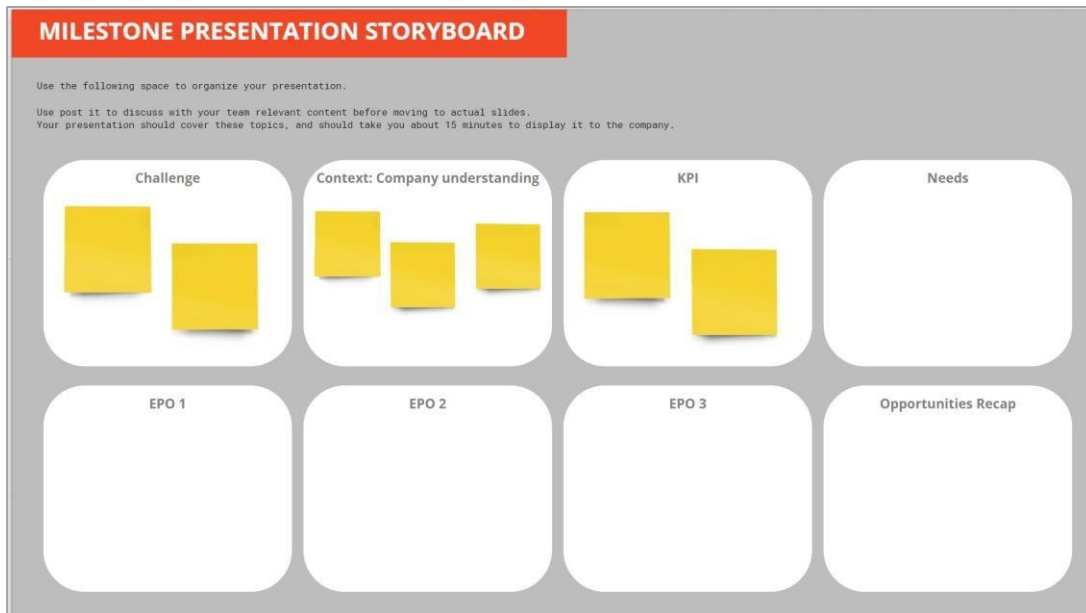 MILESTONE PRESENTATION STORYBOARD
Use the following space to organize your presentation.
Use post it to discuss with your team relevant content before moving to actual slides.
Your presentation should cover these topics, and should take you about 15 minutes to display it to the company.
Challenge
Context: Company understanding
KPI
Needs
EPO 1
EPO 2
EPO 3
Opportunities Recap